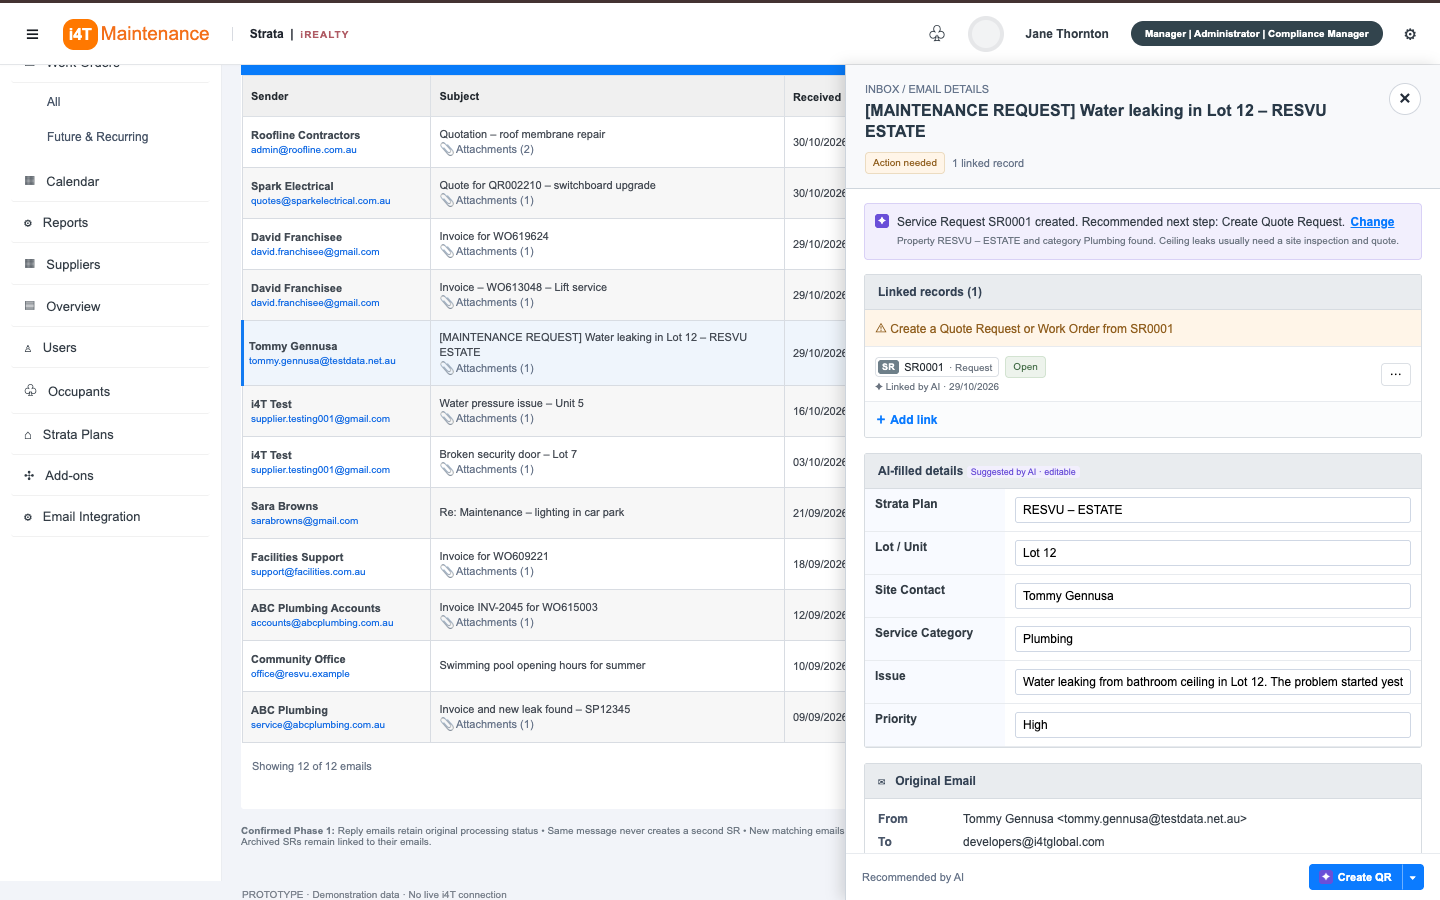 i4T Maintenance
Strata | iREALTY
Jane Thornton
Manager | Administrator | Compliance Manager
Work Orders
All
Future & Recurring
Calendar
Reports
Suppliers
Overview
Users
Occupants
Strata Plans
Add-ons
Email Integration
Sender Subject Received
Roofline Contractors
admin@roofline.com.au
Quotation – roof membrane repair
Attachments (2)
30/10/2026
Spark Electrical
quotes@sparkelectrical.com.au
Quote for QR002210 – switchboard upgrade
Attachments (1)
30/10/2026
David Franchisee
david.franchisee@gmail.com
Invoice for WO619624
Attachments (1)
29/10/2026
David Franchisee
david.franchisee@gmail.com
Invoice – WO613048 – Lift service
Attachments (1)
29/10/2026
Tommy Gennusa
tommy.gennusa@testdata.net.au
[MAINTENANCE REQUEST] Water leaking in Lot 12 – RESVU
ESTATE
Attachments (1)
29/10/2026
i4T Test
supplier.testing001@gmail.com
Water pressure issue – Unit 5
Attachments (1)
16/10/2026
i4T Test
supplier.testing001@gmail.com
Broken security door – Lot 7
Attachments (1)
03/10/2026
Sara Browns
sarabrowns@gmail.com
Re: Maintenance – lighting in car park
21/09/2026
Facilities Support
support@facilities.com.au
Invoice for WO609221
Attachments (1)
18/09/2026
ABC Plumbing Accounts
accounts@abcplumbing.com.au
Invoice INV-2045 for WO615003
Attachments (1)
12/09/2026
Community Office
office@resvu.example
Swimming pool opening hours for summer
10/09/2026
ABC Plumbing
service@abcplumbing.com.au
Invoice and new leak found – SP12345
Attachments (1)
09/09/2026
Showing 12 of 12 emails
Confirmed Phase 1: Reply emails retain original processing status • Same message never creates a second SR • New matching emails
Archived SRs remain linked to their emails.
PROTOTYPE · Demonstration data · No live i4T connection
INBOX / EMAIL DETAILS
[MAINTENANCE REQUEST] Water leaking in Lot 12 – RESVU
ESTATE
Action needed 1 linked record
Service Request SR0001 created. Recommended next step: Create Quote Request. Change
Property RESVU – ESTATE and category Plumbing found. Ceiling leaks usually need a site inspection and quote.
Linked records (1)
Create a Quote Request or Work Order from SR0001
SR SR0001 · Request Open
Linked by AI · 29/10/2026
+ Add link
AI-filled details Suggested by AI · editable
Strata Plan RESVU – ESTATE
Lot / Unit Lot 12
Site Contact Tommy Gennusa
Service Category Plumbing
Issue Water leaking from bathroom ceiling in Lot 12. The problem started yest
Priority High
Original Email
From Tommy Gennusa <tommy.gennusa@testdata.net.au>
To developers@i4tglobal.com
Recommended by AI
Create QR